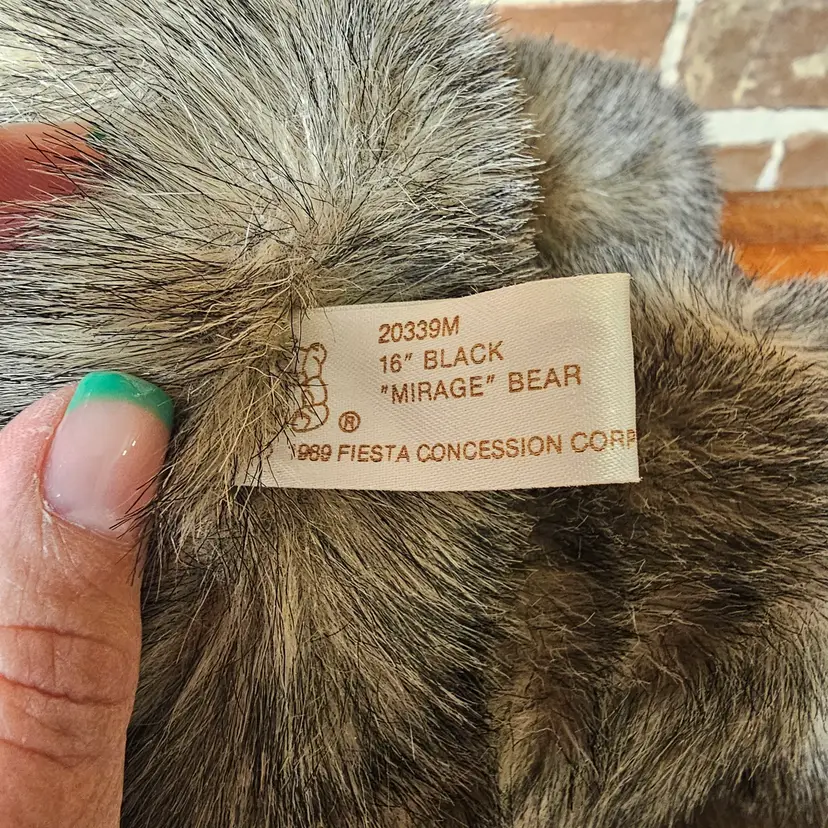 20339M
16" BLACK
"MIRAGE" BEAR
®
1989 FIESTA CONCESSION CORP